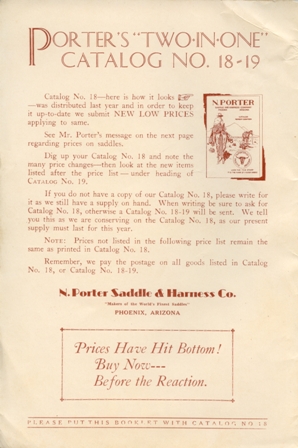 PORTER'S "TWO-IN-ONE"
CATALOG NO. 18-19
Catalog No. 18—here is how it looks
—was distributed last year and in order to keep
it up-to-date we submit NEW LOW PRICES
applying to same.
N. PORTER
See Mr. Porter's message on the next page
regarding prices on saddles.
Dig up your Catalog No. 18 and note the
many price changes—then look at the new items
listed after the price list — under heading of
CATALOG NO. 19.
If you do not have a copy of our Catalog No. 18, please write for
it as we still have a supply on hand. When writing be sure to ask for
Catalog No. 18, otherwise a Catalog No. 18-19 will be sent. We tell
you this as we are conserving on the Catalog No. 18, as our present
supply must last for this year.
NOTE: Prices not listed in the following price list remain the
same as printed in Catalog No. 18.
Remember, we pay the postage on all goods listed in Catalog
No. 18, or Catalog No. 18-19.
N. Porter Saddle & Harness Co.
"Makers of the World's Finest Saddles"
PHOENIX, ARIZONA
Prices Have Hit Bottom!
Buy Now---
Before the Reaction.
PLEASE PUT THIS BOOKLET WITH CATALOG NO. 18